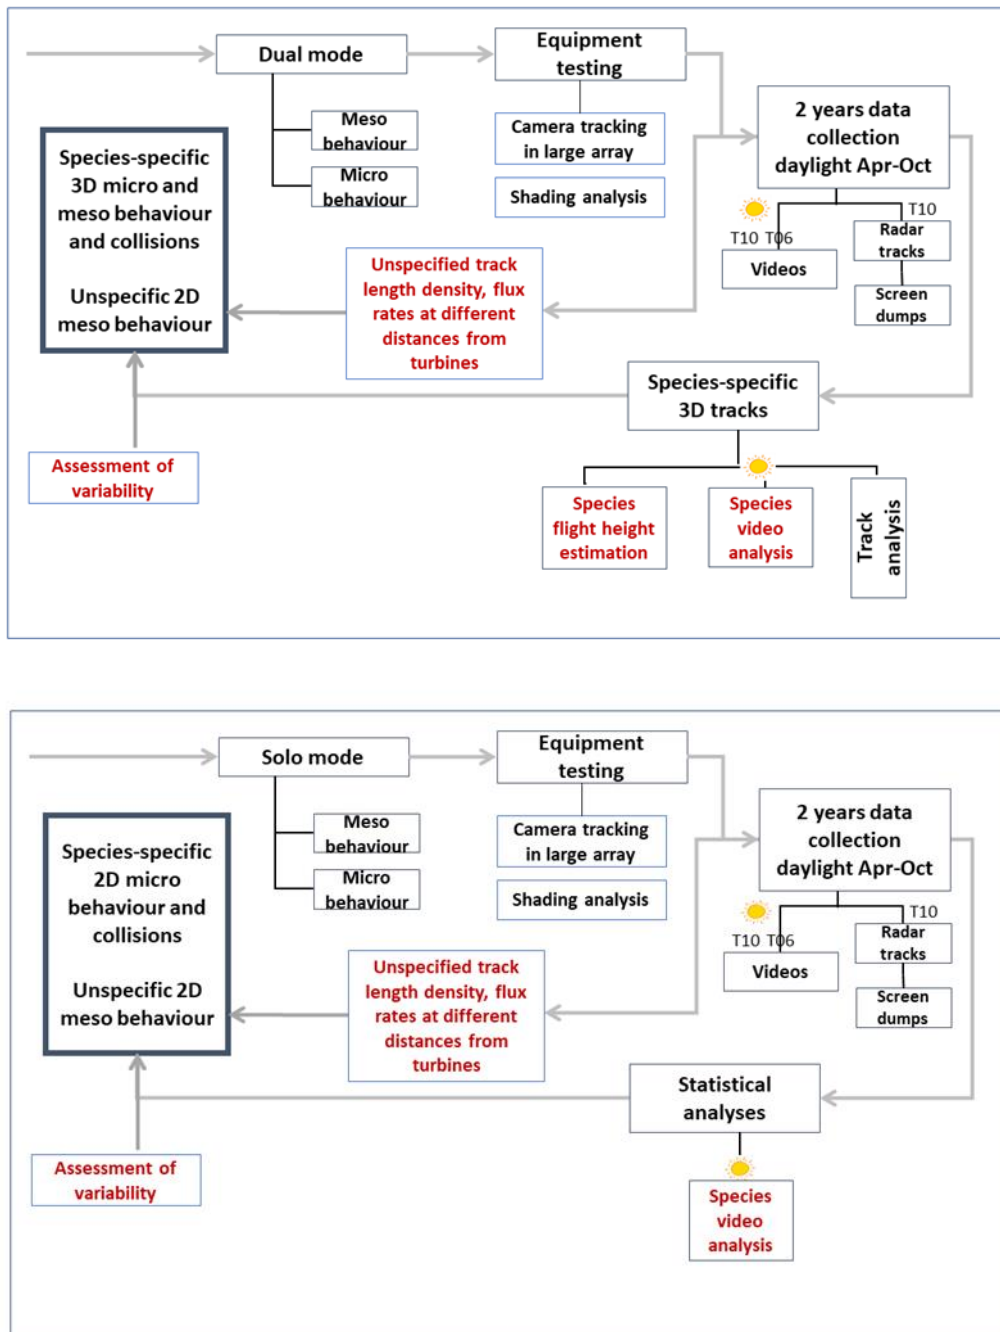 Dual mode
Equipment
testing
Meso
behaviour
Micro
behaviour
Camera tracking
in large array
Shading analysis
2 years data
collection
daylight Apr-Oct
T10
T10 T06
Radar
tracks
Videos
Screen
dumps
Species-specific
3D micro and
meso behaviour
and collisions
Unspecific 2D
meso behaviour
Unspecified track
length density, flux
rates at different
distances from
turbines
Species-specific
3D tracks
Assessment of
variability
Species
flight height
estimation
Species
video
analysis
Track
analysis
Solo mode
Equipment
testing
Meso
behaviour
Micro
behaviour
Camera tracking
in large array
Shading analysis
2 years data
collection
daylight Apr-Oct
T10
T10 T06
Radar
tracks
Videos
Screen
dumps
Species-specific
2D micro
behaviour and
collisions
Unspecific 2D
meso behaviour
Unspecified track
length density, flux
rates at different
distances from
turbines
Statistical
analyses
Assessment of
variability
Species
video
analysis